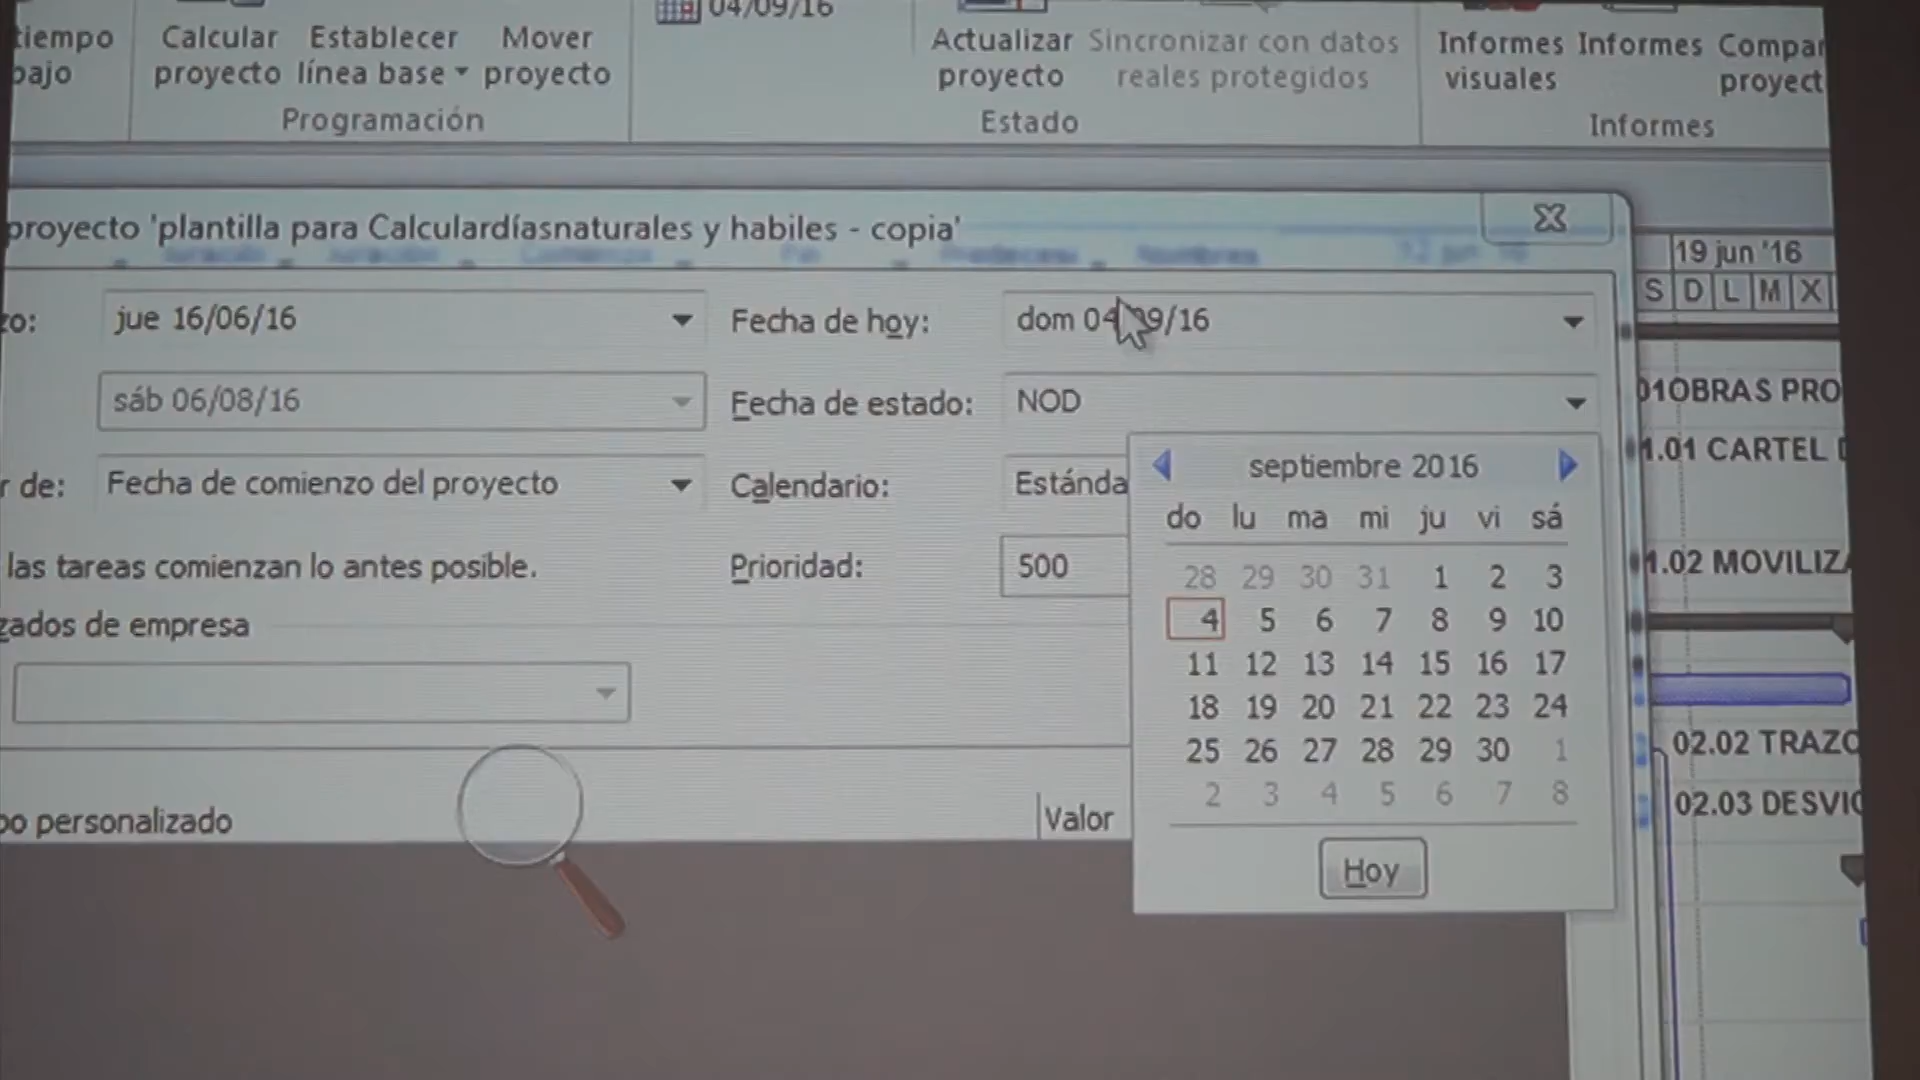 tiempo
bajo
Calcular
proyecto
Establecer
línea base
Mover
proyecto
Programación
04/09/16
Actualizar
proyecto
Sincronizar con datos
reales protegidos
Estado
Informes
visuales
Informes
Compar
proyect
Informes
proyecto 'plantilla para Calculardíasnaturales y habiles - copia'
19 jun '16
S D L M X
zo:
jue 16/06/16
Fecha de hoy:
dom 04/09/16
sáb 06/08/16
Fecha de estado:
NOD
r de:
Fecha de comienzo del proyecto
Calendario:
Estánda
las tareas comienzan lo antes posible.
Prioridad:
500
zados de empresa
po personalizado
Valor
septiembre 2016
do lu ma mi ju vi sá
28 29 30 31 1 2 3
4 5 6 7 8 9 10
11 12 13 14 15 16 17
18 19 20 21 22 23 24
25 26 27 28 29 30 1
2 3 4 5 6 7 8
Hoy
01OBRAS PRO
1.01 CARTEL D
1.02 MOVILIZA
02.02 TRAZO
02.03 DESVIO